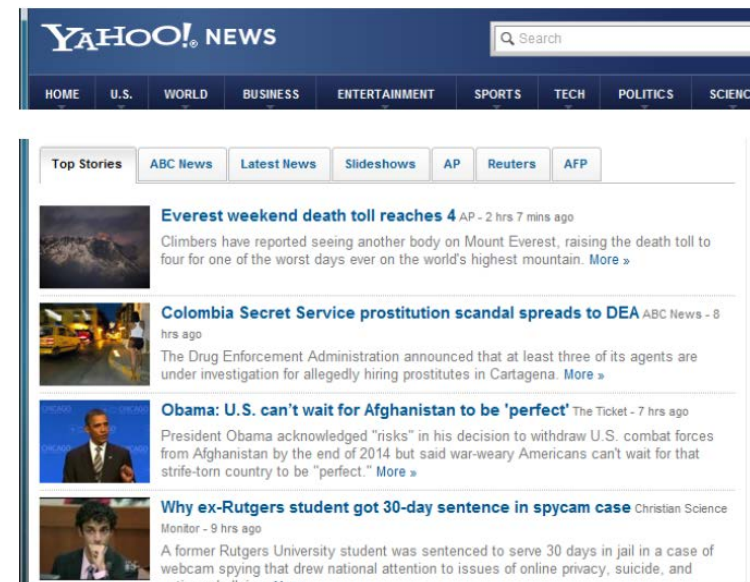 YAHOO!® NEWS
Search
HOME U.S. WORLD BUSINESS ENTERTAINMENT SPORTS TECH POLITICS SCIENC
Top Stories ABC News Latest News Slideshows AP Reuters AFP
Everest weekend death toll reaches 4 AP - 2 hrs 7 mins ago
Climbers have reported seeing another body on Mount Everest, raising the death toll to
four for one of the worst days ever on the world's highest mountain. More »
Colombia Secret Service prostitution scandal spreads to DEA ABC News - 8
hrs ago
The Drug Enforcement Administration announced that at least three of its agents are
under investigation for allegedly hiring prostitutes in Cartagena. More »
Obama: U.S. can't wait for Afghanistan to be 'perfect' The Ticket - 7 hrs ago
President Obama acknowledged "risks" in his decision to withdraw U.S. combat forces
from Afghanistan by the end of 2014 but said war-weary Americans can't wait for that
strife-torn country to be "perfect." More »
Why ex-Rutgers student got 30-day sentence in spycam case Christian Science
Monitor - 9 hrs ago
A former Rutgers University student was sentenced to serve 30 days in jail in a case of
webcam spying that drew national attention to issues of online privacy, suicide, and